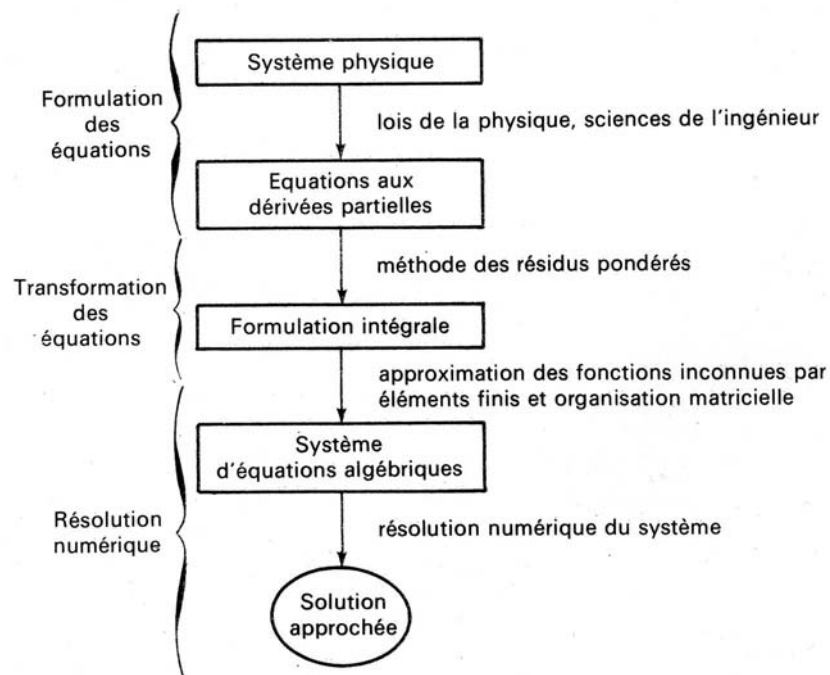 Système physique
Formulation
des
équations
lois de la physique, sciences de l'ingénieur
Equations aux
dérivées partielles
méthode des résidus pondérés
Transformation
des
équations
Formulation intégrale
approximation des fonctions inconnues par
éléments finis et organisation matricielle
Système
d'équations algébriques
Résolution
numérique
résolution numérique du système
Solution
approchée